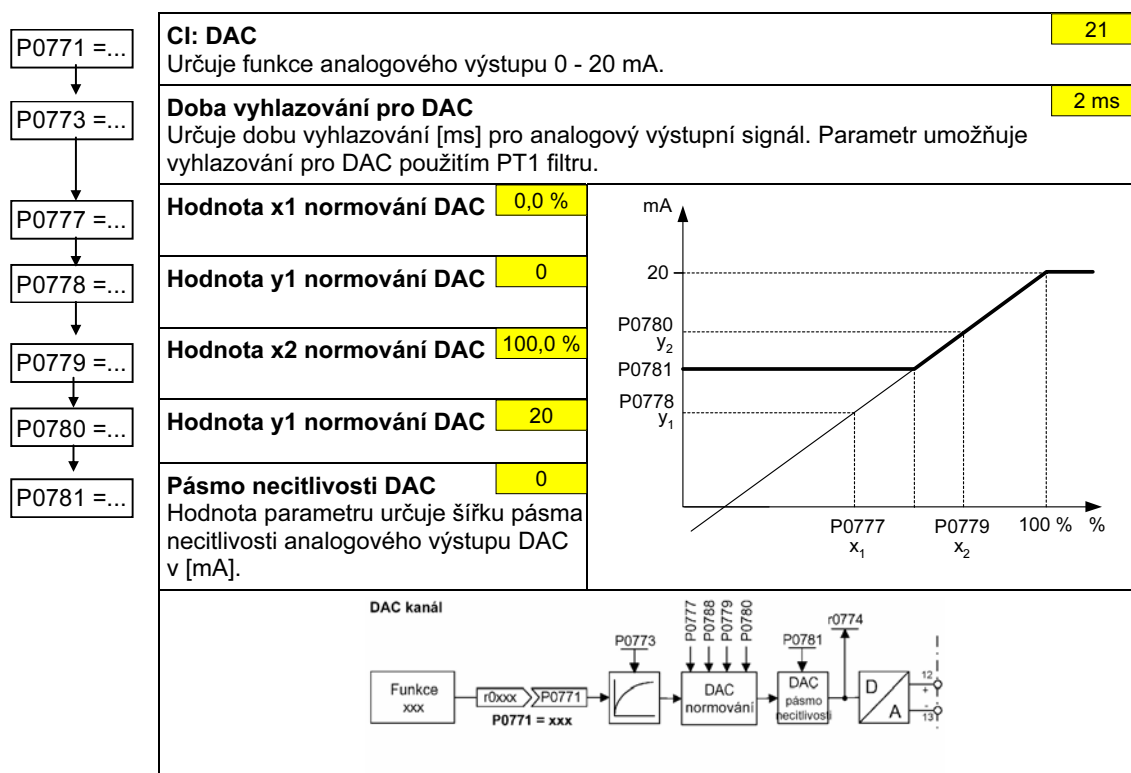 P0771 =...
CI: DAC
21
Určuje funkce analogového výstupu 0 - 20 mA.
P0773 =...
Doba vyhlazování pro DAC
2 ms
Určuje dobu vyhlazování [ms] pro analogový výstupní signál. Parametr umožňuje
vyhlazování pro DAC použitím PT1 filtru.
P0777 =...
Hodnota x1 normování DAC
0,0 %
P0778 =...
Hodnota y1 normování DAC
0
P0779 =...
Hodnota x2 normování DAC
100,0 %
P0780 =...
Hodnota y1 normování DAC
20
P0781 =...
Pásmo necitlivosti DAC
0
Hodnota parametru určuje šířku pásma
necitlivosti analogového výstupu DAC
v [mA].
mA
20
P0780
y2
P0781
P0778
y1
P0777
x1
P0779
x2
100 %
%
DAC kanál
Funkce
xxx
r0xxx
P0771
P0771 = xxx
P0773
P0777
P0788
P0779
P0780
DAC
normování
P0781
DAC
pásmo
necitlivosti
r0774
D
A
12
+
-
13